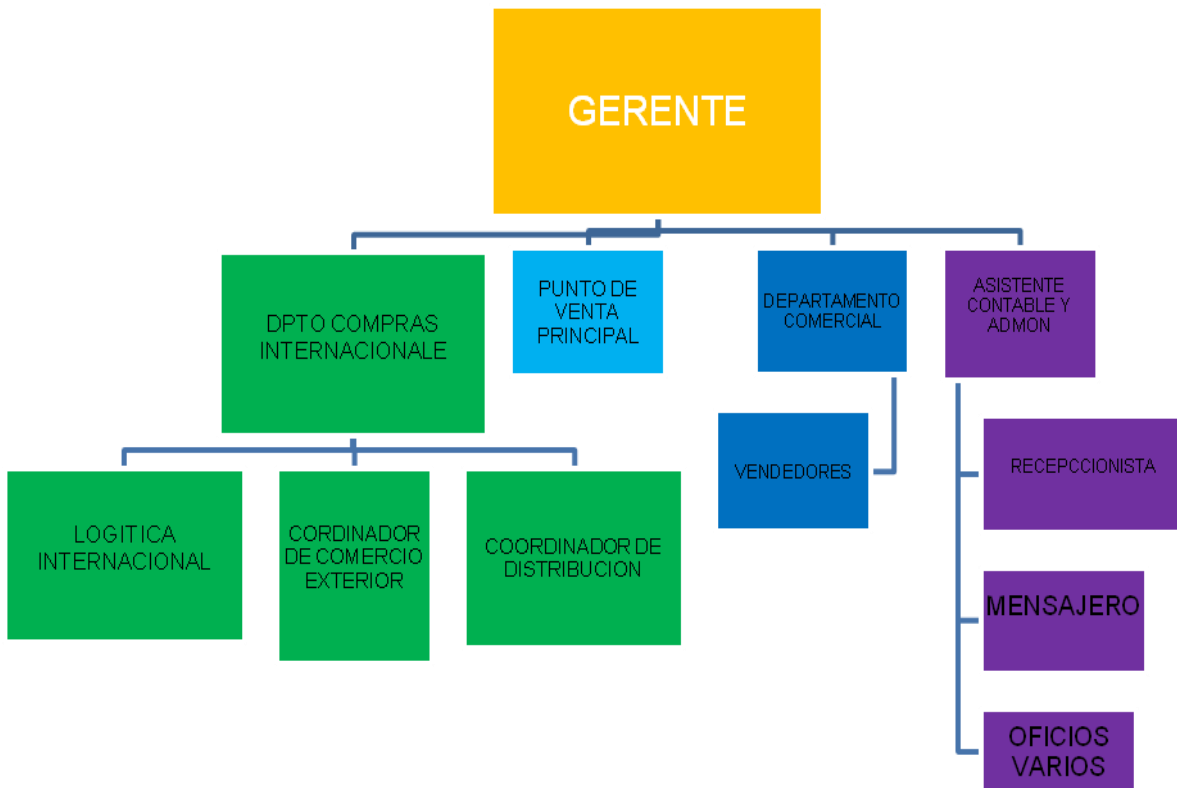 GERENTE
DPTO COMPRAS
INTERNACIONALE
PUNTO DE
VENTA
PRINCIPAL
DEPARTAMENTO
COMERCIAL
ASISTENTE
CONTABLE Y
ADMON
LOGITICA
INTERNACIONAL
CORDINADOR
DE COMERCIO
EXTERIOR
COORDINADOR DE
DISTRIBUCION
VENDEDORES
RECEPCCIONISTA
MENSAJERO
OFICIOS
VARIOS